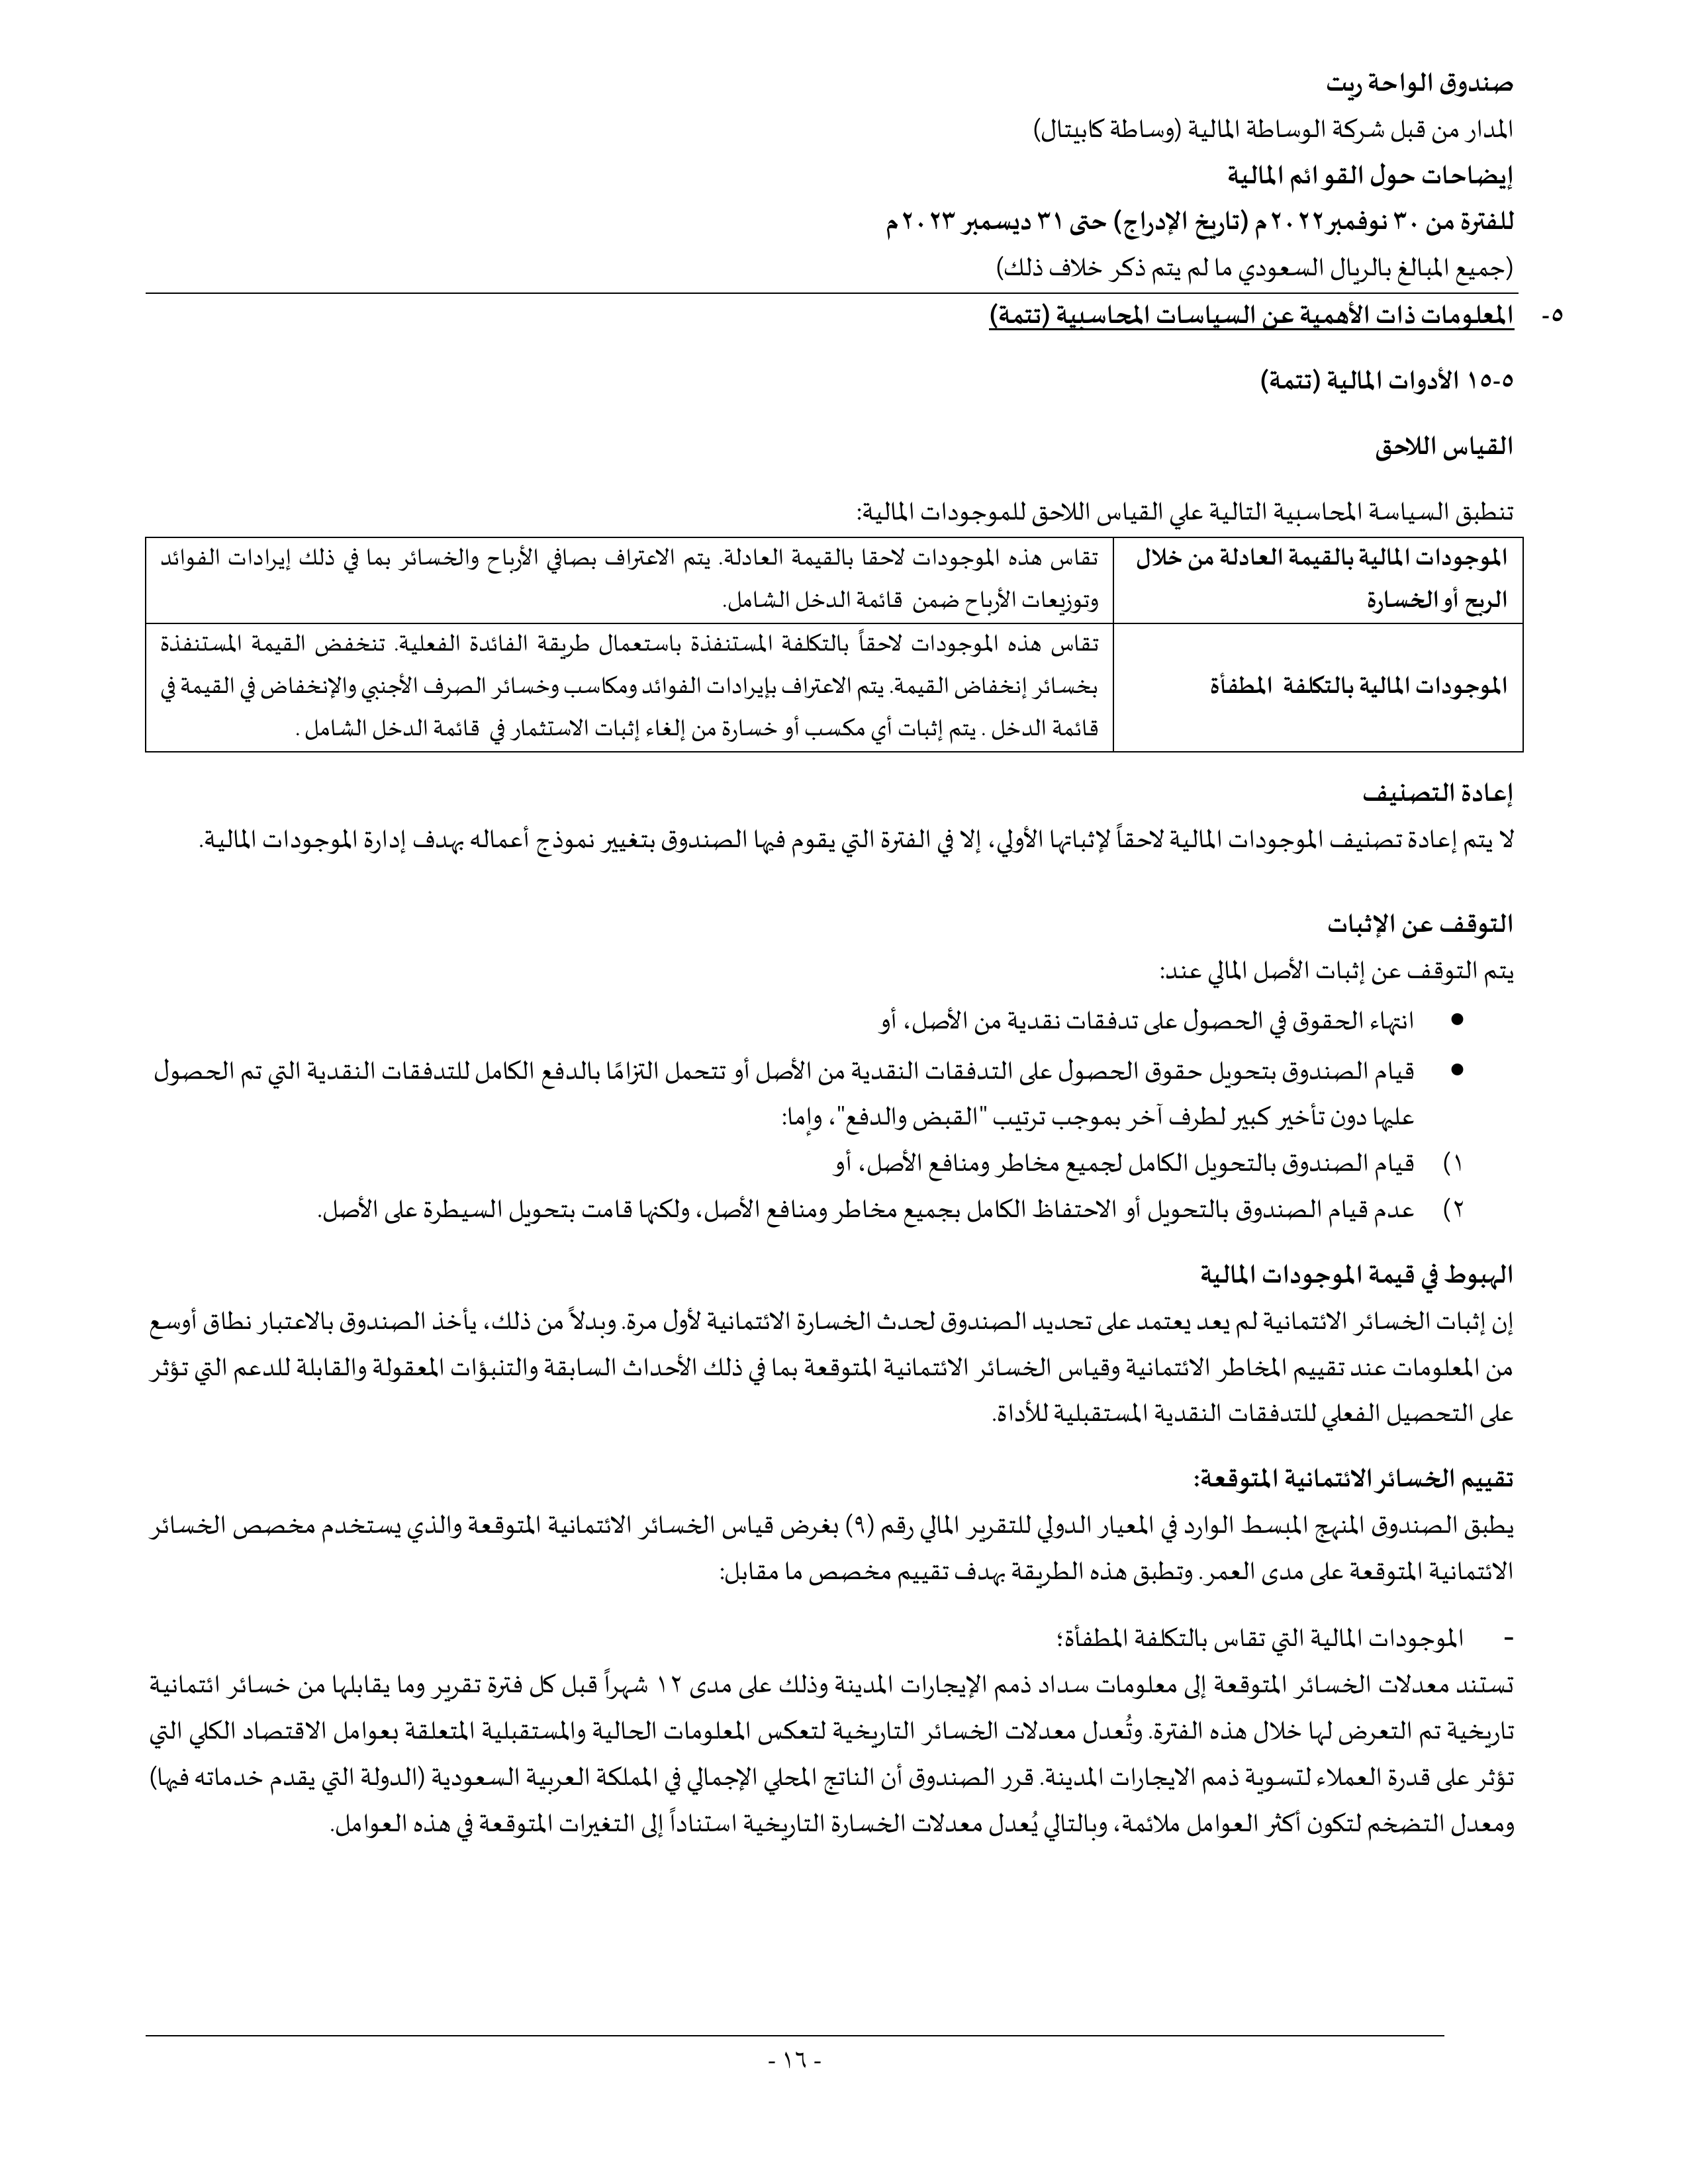 صندوق الواحة ريت
المدار من قبل شركة الوساطة المالية (وساطة كابيتال)
إيضاحات حول القوائم المالية
للفترة من ٣٠ نوفمبر٢٠٢٢م (تاريخ الإدراج) حتى ٣١ ديسمبر ٢٠٢٣م
(جميع المبالغ بالريال السعودي ما لم يتم ذكر خلاف ذلك)
٥- المعلومات ذات الأهمية عن السياسات المحاسبية (تتمة)
٥-١٥ الأدوات المالية (تتمة)
القياس اللاحق
تنطبق السياسة المحاسبية التالية علي القياس اللاحق للموجودات المالية:
الموجودات المالية بالقيمة العادلة من خلال
الربح أو الخسارة
تقاس هذه الموجودات لاحقا بالقيمة العادلة. يتم الاعتراف بصافي الأرباح والخسائر بما في ذلك إيرادات الفوائد
وتوزيعات الأرباح ضمن قائمة الدخل الشامل.
الموجودات المالية بالتكلفة المطفأة
تقاس هذه الموجودات لاحقاً بالتكلفة المستنفذة باستعمال طريقة الفائدة الفعلية. تنخفض القيمة المستنفذة
بخسائر إنخفاض القيمة. يتم الاعتراف بإيرادات الفوائد ومكاسب وخسائر الصرف الأجنبي والإنخفاض في القيمة في
قائمة الدخل . يتم إثبات أي مكسب أو خسارة من إلغاء إثبات الاستثمار في قائمة الدخل الشامل .
إعادة التصنيف
لا يتم إعادة تصنيف الموجودات المالية لاحقاً لإثباتها الأولي، إلا في الفترة التي يقوم فيها الصندوق بتغيير نموذج أعماله بهدف إدارة الموجودات المالية.
التوقف عن الإثبات
يتم التوقف عن إثبات الأصل المالي عند:
● انتهاء الحقوق في الحصول على تدفقات نقدية من الأصل، أو
● قيام الصندوق بتحويل حقوق الحصول على التدفقات النقدية من الأصل أو تتحمل التزامًا بالدفع الكامل للتدفقات النقدية التي تم الحصول
عليها دون تأخير كبير لطرف آخر بموجب ترتيب "القبض والدفع"، وإما:
١) قيام الصندوق بالتحويل الكامل لجميع مخاطر ومنافع الأصل، أو
٢) عدم قيام الصندوق بالتحويل أو الاحتفاظ الكامل بجميع مخاطر ومنافع الأصل، ولكنها قامت بتحويل السيطرة على الأصل.
الهبوط في قيمة الموجودات المالية
إن إثبات الخسائر الائتمانية لم يعد يعتمد على تحديد الصندوق لحدث الخسارة الائتمانية لأول مرة. وبدلاً من ذلك، يأخذ الصندوق بالاعتبار نطاق أوسع
من المعلومات عند تقييم المخاطر الائتمانية وقياس الخسائر الائتمانية المتوقعة بما في ذلك الأحداث السابقة والتنبؤات المعقولة والقابلة للدعم التي تؤثر
على التحصيل الفعلي للتدفقات النقدية المستقبلية للأداة.
تقييم الخسائر الائتمانية المتوقعة:
يطبق الصندوق المنهج المبسط الوارد في المعيار الدولي للتقرير المالي رقم (٩) بغرض قياس الخسائر الائتمانية المتوقعة والذي يستخدم مخصص الخسائر
الائتمانية المتوقعة على مدى العمر. وتطبق هذه الطريقة بهدف تقييم مخصص ما مقابل:
- الموجودات المالية التي تقاس بالتكلفة المطفأة؛
تستند معدلات الخسائر المتوقعة إلى معلومات سداد ذمم الإيجارات المدينة وذلك على مدى ١٢ شهراً قبل كل فترة تقرير وما يقابلها من خسائر ائتمانية
تاريخية تم التعرض لها خلال هذه الفترة. وتُعدل معدلات الخسائر التاريخية لتعكس المعلومات الحالية والمستقبلية المتعلقة بعوامل الاقتصاد الكلي التي
تؤثر على قدرة العملاء لتسوية ذمم الايجارات المدينة. قرر الصندوق أن الناتج المحلي الإجمالي في المملكة العربية السعودية (الدولة التي يقدم خدماته فيها)
ومعدل التضخم لتكون أكثر العوامل ملائمة، وبالتالي يُعدل معدلات الخسارة التاريخية استناداً إلى التغيرات المتوقعة في هذه العوامل.
- ١٦ -